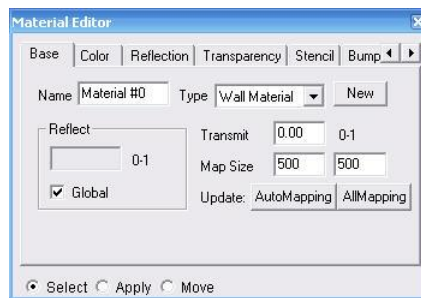 Material Editor
Base Color Reflection Transparency Stencil Bump
Name Material #0 Type Wall Material New
Reflect Transmit 0.00 0-1
0-1 Map Size 500 500
Global Update: AutoMapping AllMapping
Select Apply Move